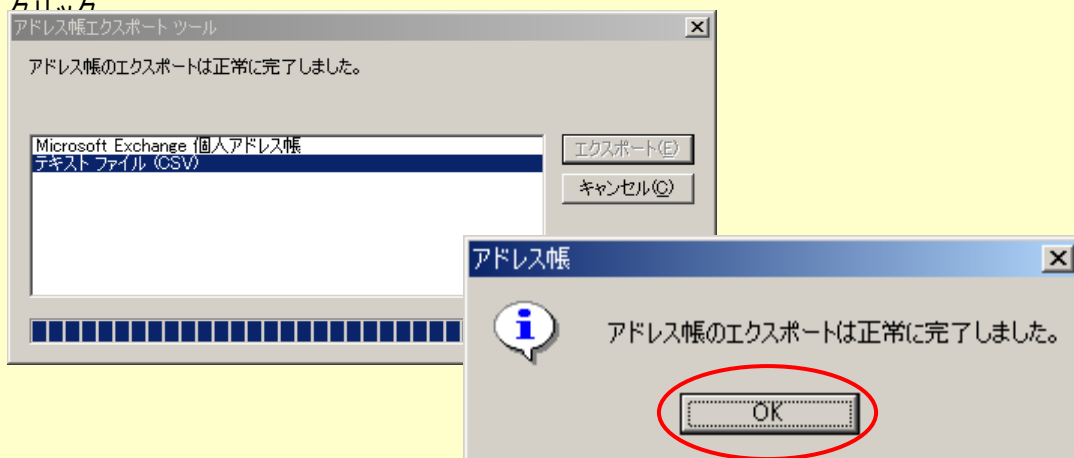 クリック
アドレス帳エクスポート ツール
アドレス帳のエクスポートは正常に完了しました。
Microsoft Exchange 個人アドレス帳
テキスト ファイル (CSV)
エクスポート(E)
キャンセル(C)
アドレス帳
アドレス帳のエクスポートは正常に完了しました。
OK